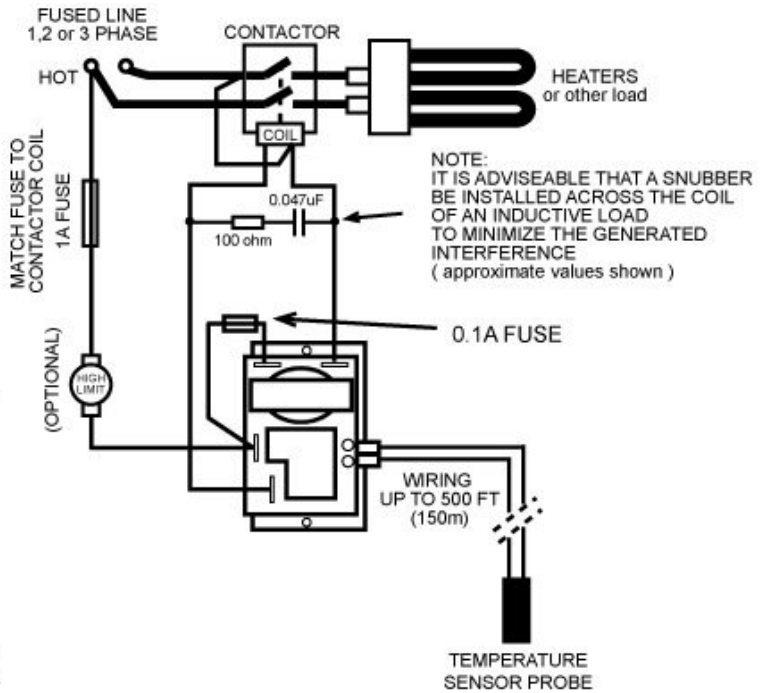 FUSED LINE
1,2 or 3 PHASE
CONTACTOR
HOT
HEATERS
or other load
COIL
MATCH FUSE TO
CONTACTOR COIL
1A FUSE
0.047uF
100 ohm
NOTE:
IT IS ADVISEABLE THAT A SNUBBER
BE INSTALLED ACROSS THE COIL
OF AN INDUCTIVE LOAD
TO MINIMIZE THE GENERATED
INTERFERENCE
( approximate values shown )
0.1A FUSE
(OPTIONAL)
HIGH
LIMIT
WIRING
UP TO 500 FT
(150m)
TEMPERATURE
SENSOR PROBE